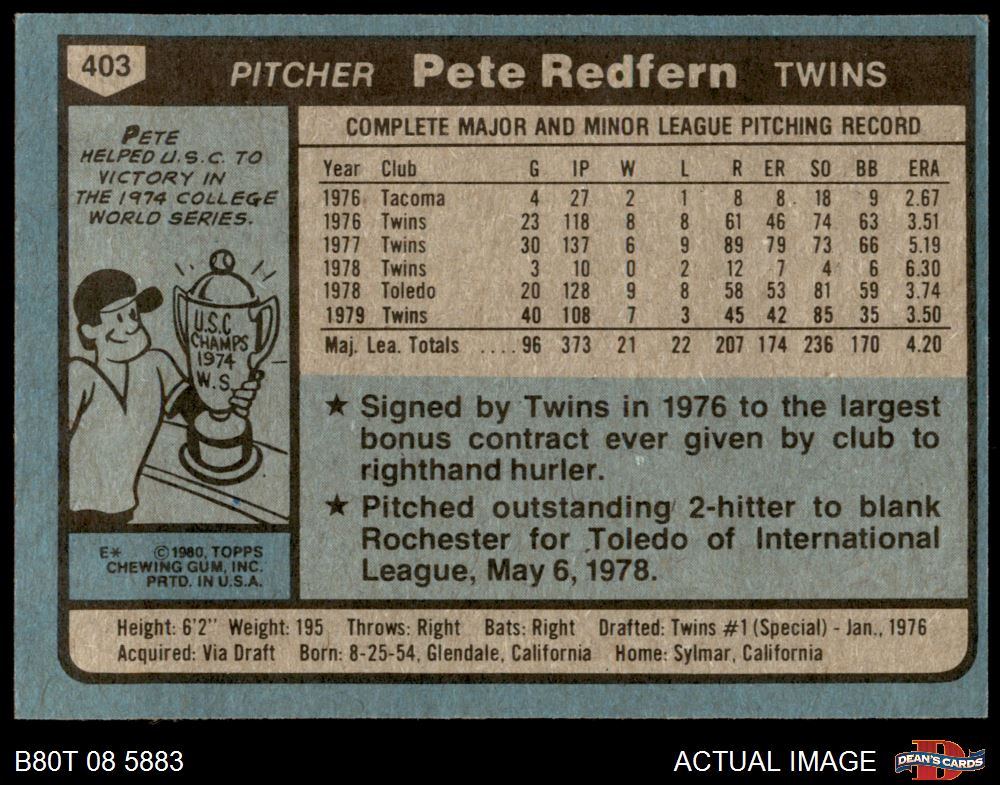 403
PITCHER Pete Redfern TWINS
PETE
HELPED U.S.C. TO
VICTORY IN
THE 1974 COLLEGE
WORLD SERIES.
U.S.C
CHAMPS
1974
W.S.
E* ©1980, TOPPS
CHEWING GUM, INC.
PRTD. IN U.S.A.
COMPLETE MAJOR AND MINOR LEAGUE PITCHING RECORD
Year Club G IP W L R ER SO BB ERA
1976 Tacoma 4 27 2 1 8 8 18 9 2.67
1976 Twins 23 118 8 8 61 46 74 63 3.51
1977 Twins 30 137 6 9 89 79 73 66 5.19
1978 Twins 3 10 0 2 12 7 4 6 6.30
1978 Toledo 20 128 9 8 58 53 81 59 3.74
1979 Twins 40 108 7 3 45 42 85 35 3.50
Maj. Lea. Totals .... 96 373 21 22 207 174 236 170 4.20
★ Signed by Twins in 1976 to the largest
bonus contract ever given by club to
righthand hurler.
★ Pitched outstanding 2-hitter to blank
Rochester for Toledo of International
League, May 6, 1978.
Height: 6'2" Weight: 195 Throws: Right Bats: Right Drafted: Twins #1 (Special) - Jan., 1976
Acquired: Via Draft Born: 8-25-54, Glendale, California Home: Sylmar, California
B80T 08 5883
ACTUAL IMAGE
D
DEAN'S CARDS